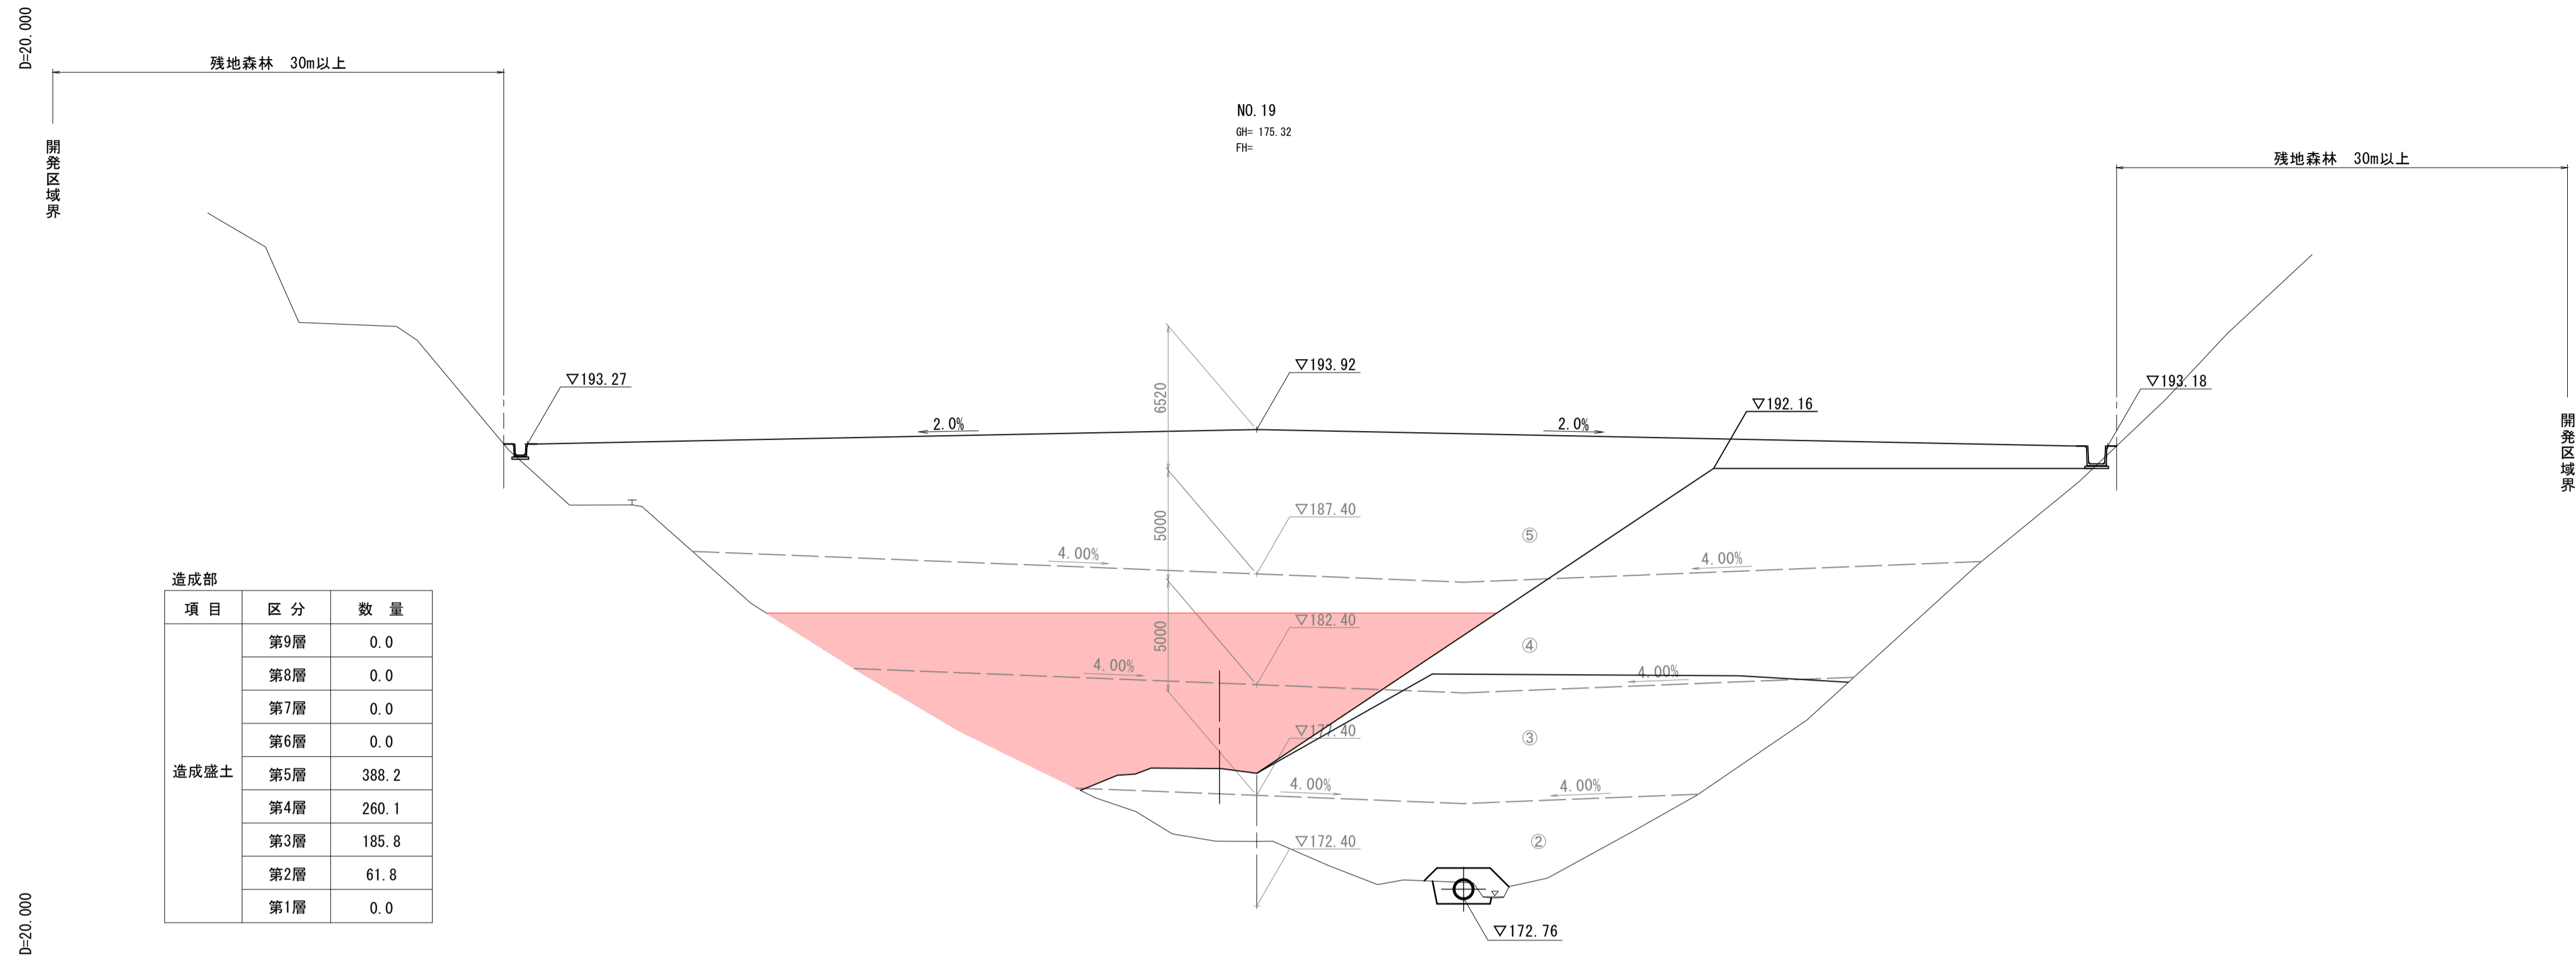 D=20.000
残地森林　30m以上
開発区域界
NO.19
GH= 175.32
FH=
残地森林　30m以上
開発区域界
▽193.27
2.0%
6520
▽193.92
2.0%
▽192.16
▽193.18
5000
▽187.40
⑤
4.00%
4.00%
5000
▽182.40
④
4.00%
4.00%
▽177.40
③
4.00%
4.00%
▽172.40
②
▽172.76
造成部
項 目 区 分 数　量
造成盛土
第9層 0.0
第8層 0.0
第7層 0.0
第6層 0.0
第5層 388.2
第4層 260.1
第3層 185.8
第2層 61.8
第1層 0.0
D=20.000